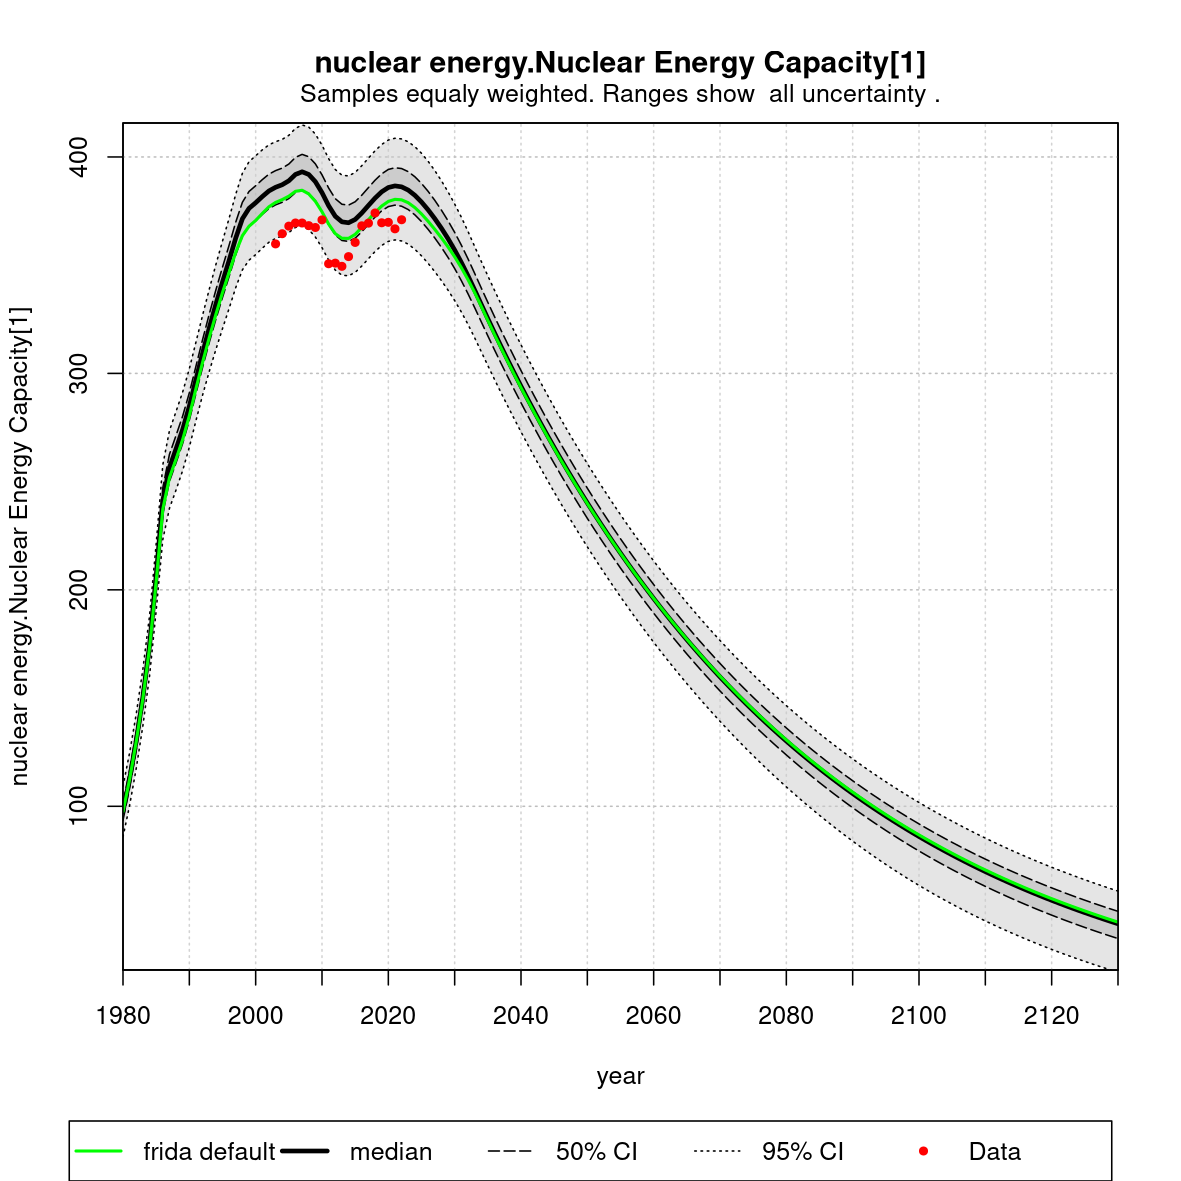 nuclear energy.Nuclear Energy Capacity[1]
Samples equaly weighted. Ranges show  all uncertainty .
nuclear energy.Nuclear Energy Capacity[1]
400
300
200
100
1980 2000 2020 2040 2060 2080 2100 2120
year
frida default median 50% CI 95% CI Data